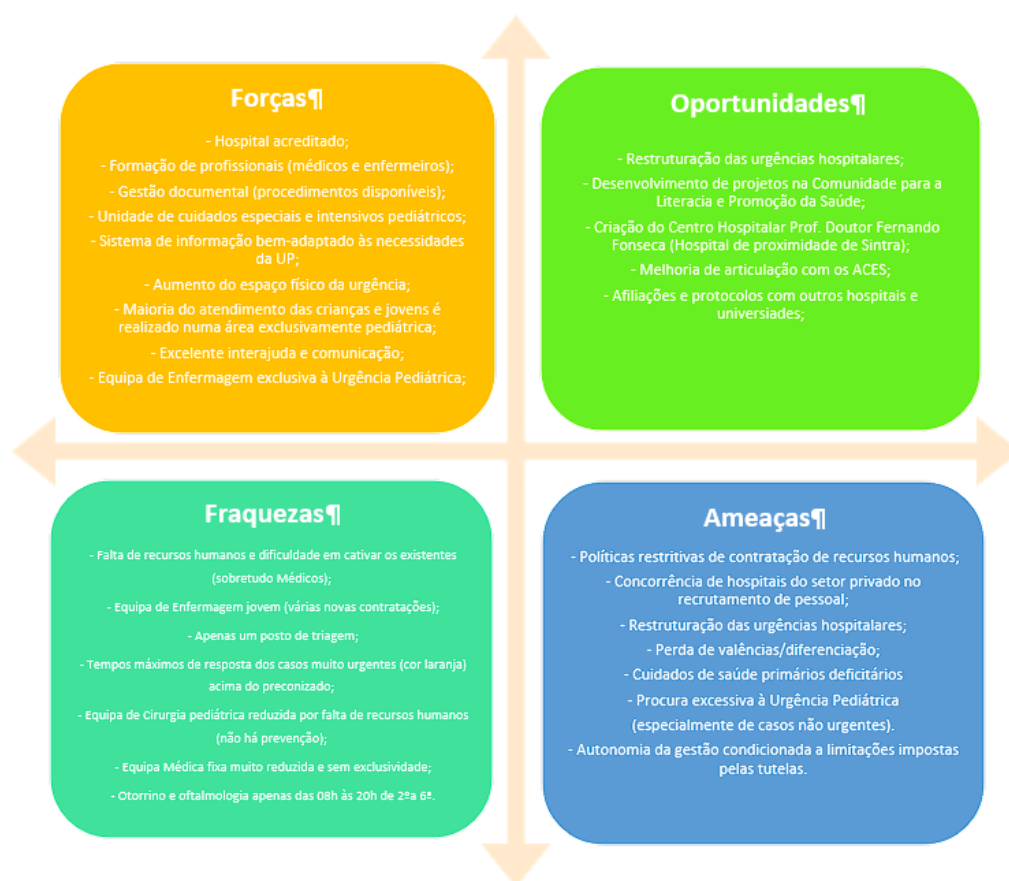 Forças¶
- Hospital acreditado;
- Formação de profissionais (médicos e enfermeiros);
- Gestão documental (procedimentos disponíveis);
- Unidade de cuidados especiais e intensivos pediátricos;
- Sistema de informação bem-adaptado às necessidades
da UP;
- Aumento do espaço físico da urgência;
- Maioria do atendimento das crianças e jovens é
realizado numa área exclusivamente pediátrica;
- Excelente interajuda e comunicação;
- Equipa de Enfermagem exclusiva à Urgência Pediátrica;
Oportunidades¶
- Restruturação das urgências hospitalares;
- Desenvolvimento de projetos na Comunidade para a
Literacia e Promoção da Saúde;
- Criação do Centro Hospitalar Prof. Doutor Fernando
Fonseca (Hospital de proximidade de Sintra);
- Melhoria de articulação com os ACES;
- Afiliações e protocolos com outros hospitais e
universiades;
Fraquezas¶
- Falta de recursos humanos e dificuldade em cativar os existentes
(sobretudo Médicos);
- Equipa de Enfermagem jovem (várias novas contratações);
- Apenas um posto de triagem;
- Tempos máximos de resposta dos casos muito urgentes (cor laranja)
acima do preconizado;
- Equipa de Cirurgia pediátrica reduzida por falta de recursos humanos
(não há prevenção);
- Equipa Médica fixa muito reduzida e sem exclusividade;
- Otorrino e oftalmologia apenas das 08h às 20h de 2ªa 6ª.
Ameaças¶
- Políticas restritivas de contratação de recursos humanos;
- Concorrência de hospitais do setor privado no
recrutamento de pessoal;
- Restruturação das urgências hospitalares;
- Perda de valências/diferenciação;
- Cuidados de saúde primários deficitários
- Procura excessiva à Urgência Pediátrica
(especialmente de casos não urgentes).
- Autonomia da gestão condicionada a limitações impostas
pelas tutelas.